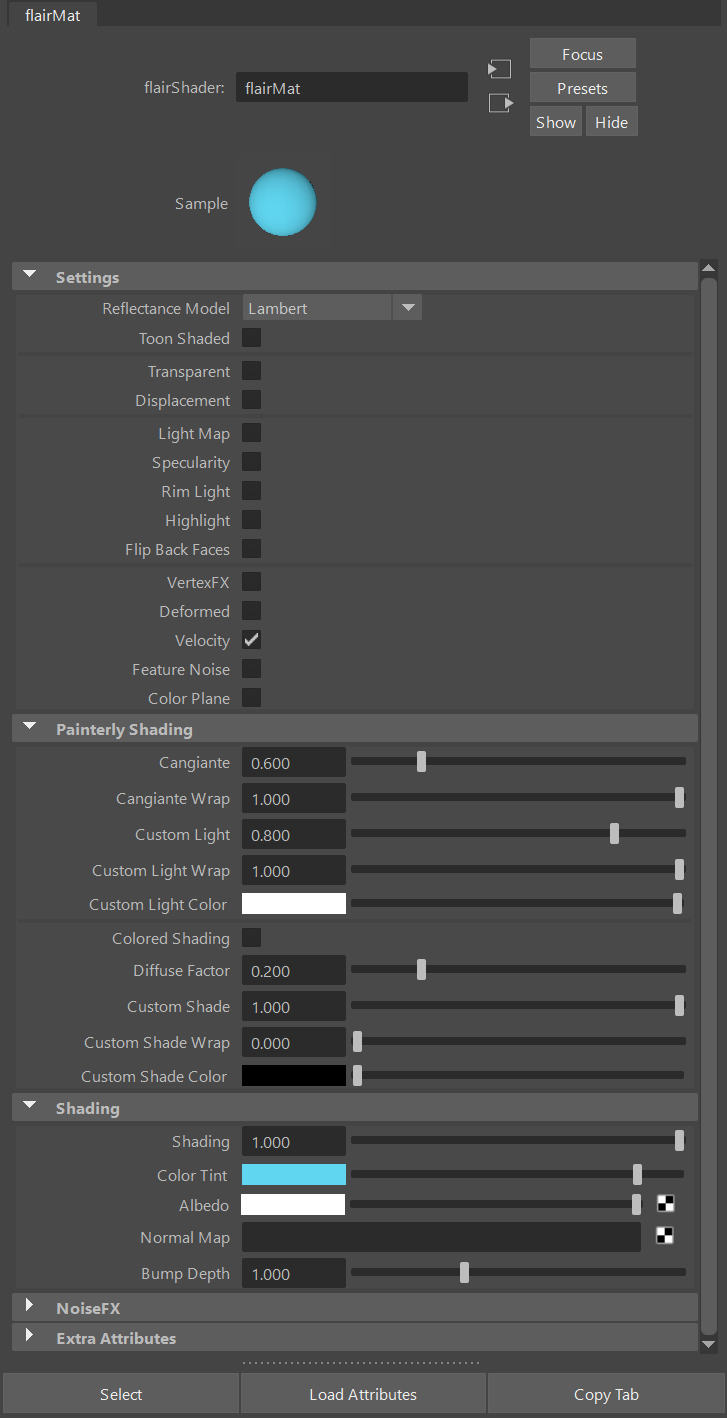 flairMat
Focus
flairShader: flairMat
Presets
Show Hide
Sample
Settings
Reflectance Model Lambert
Toon Shaded
Transparent
Displacement
Light Map
Specularity
Rim Light
Highlight
Flip Back Faces
VertexFX
Deformed
Velocity
Feature Noise
Color Plane
Painterly Shading
Cangiante 0.600
Cangiante Wrap 1.000
Custom Light 0.800
Custom Light Wrap 1.000
Custom Light Color
Colored Shading
Diffuse Factor 0.200
Custom Shade 1.000
Custom Shade Wrap 0.000
Custom Shade Color
Shading
Shading 1.000
Color Tint
Albedo
Normal Map
Bump Depth 1.000
NoiseFX
Extra Attributes
Select Load Attributes Copy Tab